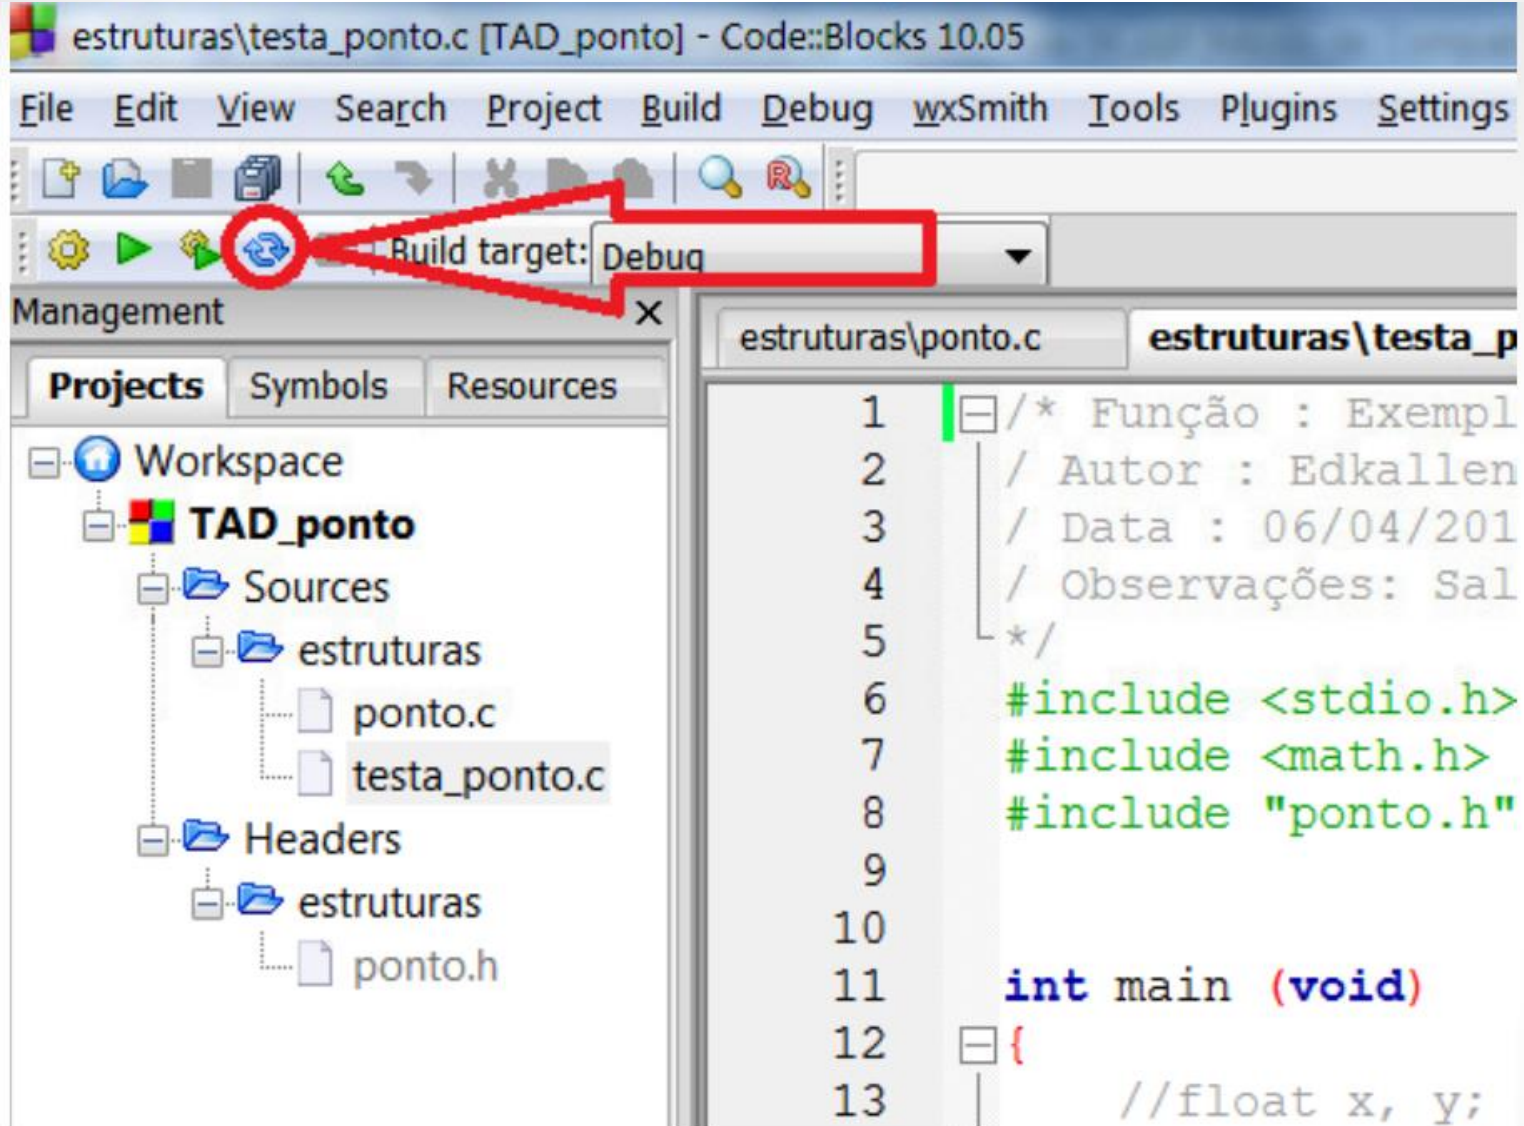 estruturas\testa_ponto.c [TAD_ponto] - Code::Blocks 10.05
File Edit View Search Project Build Debug wxSmith Tools Plugins Settings
Build target: Debug
Management
Projects Symbols Resources
Workspace
TAD_ponto
Sources
estruturas
ponto.c
testa_ponto.c
Headers
estruturas
ponto.h
estruturas\ponto.c estruturas\testa_p
1 /* Função : Exempl
2 / Autor : Edkallen
3 / Data : 06/04/201
4 / Observações: Sal
5 */
6 #include <stdio.h>
7 #include <math.h>
8 #include "ponto.h"
9
10
11 int main (void)
12 {
13 //float x, y;